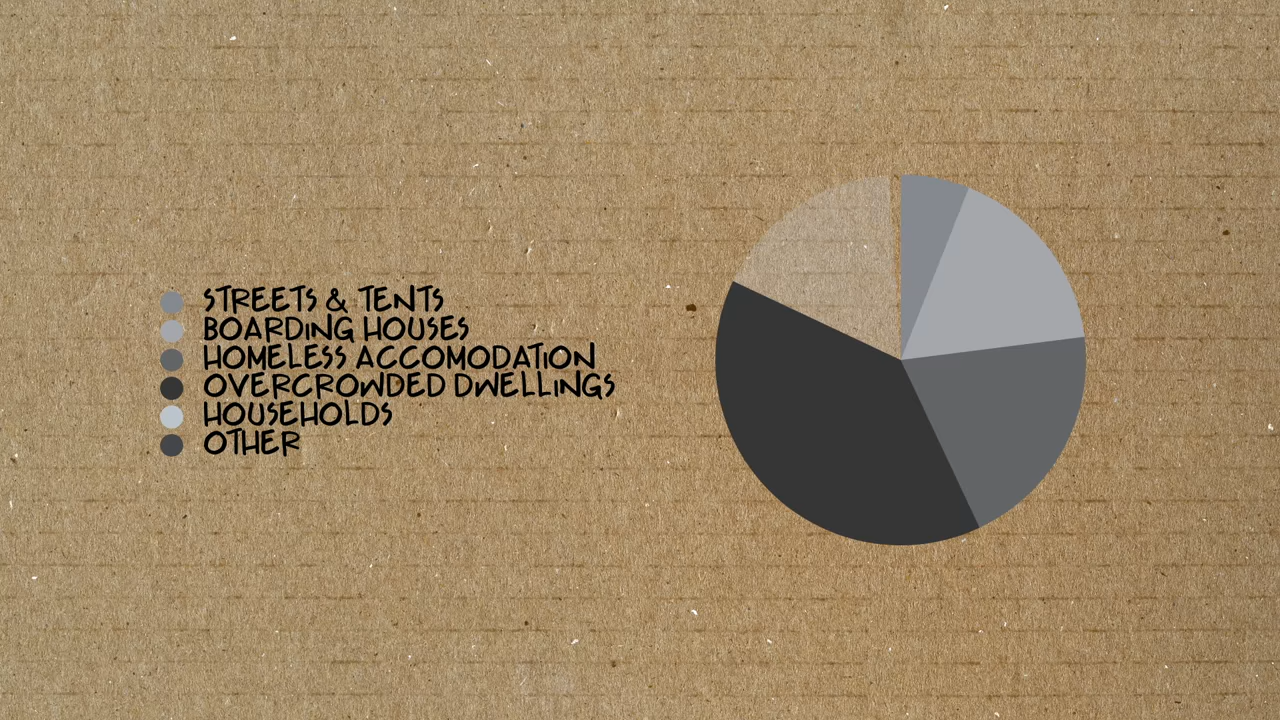 STREETS & TENTS
BOARDING HOUSES
HOMELESS ACCOMODATION
OVERCROWDED DWELLINGS
HOUSEHOLDS
OTHER